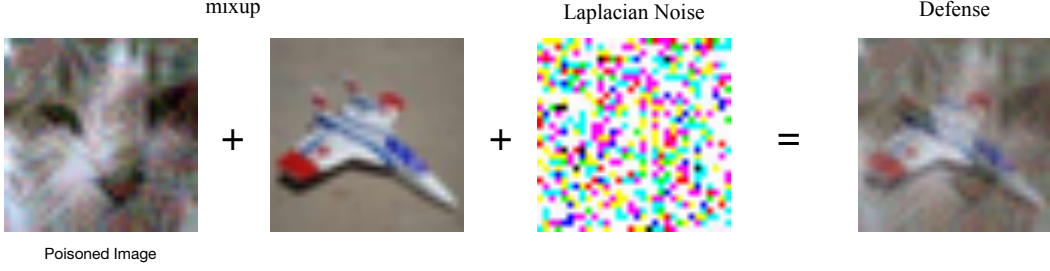 mixup
Laplacian Noise
Defense
+ + =
Poisoned Image